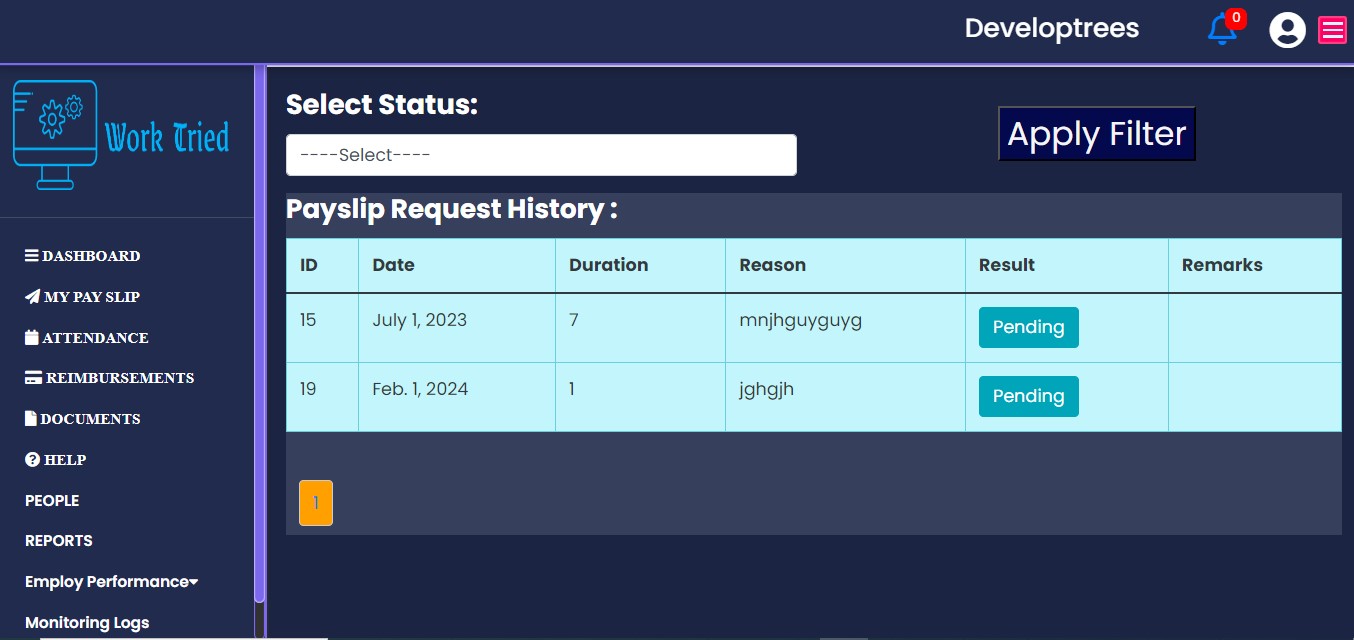 Developtrees
0
Work Tried
DASHBOARD
MY PAY SLIP
ATTENDANCE
REIMBURSEMENTS
DOCUMENTS
HELP
PEOPLE
REPORTS
Employ Performance
Monitoring Logs
Select Status:
----Select----
Apply Filter
Payslip Request History :
ID Date Duration Reason Result Remarks
15 July 1, 2023 7 mnjhguyguyg Pending
19 Feb. 1, 2024 1 jghgjh Pending
1